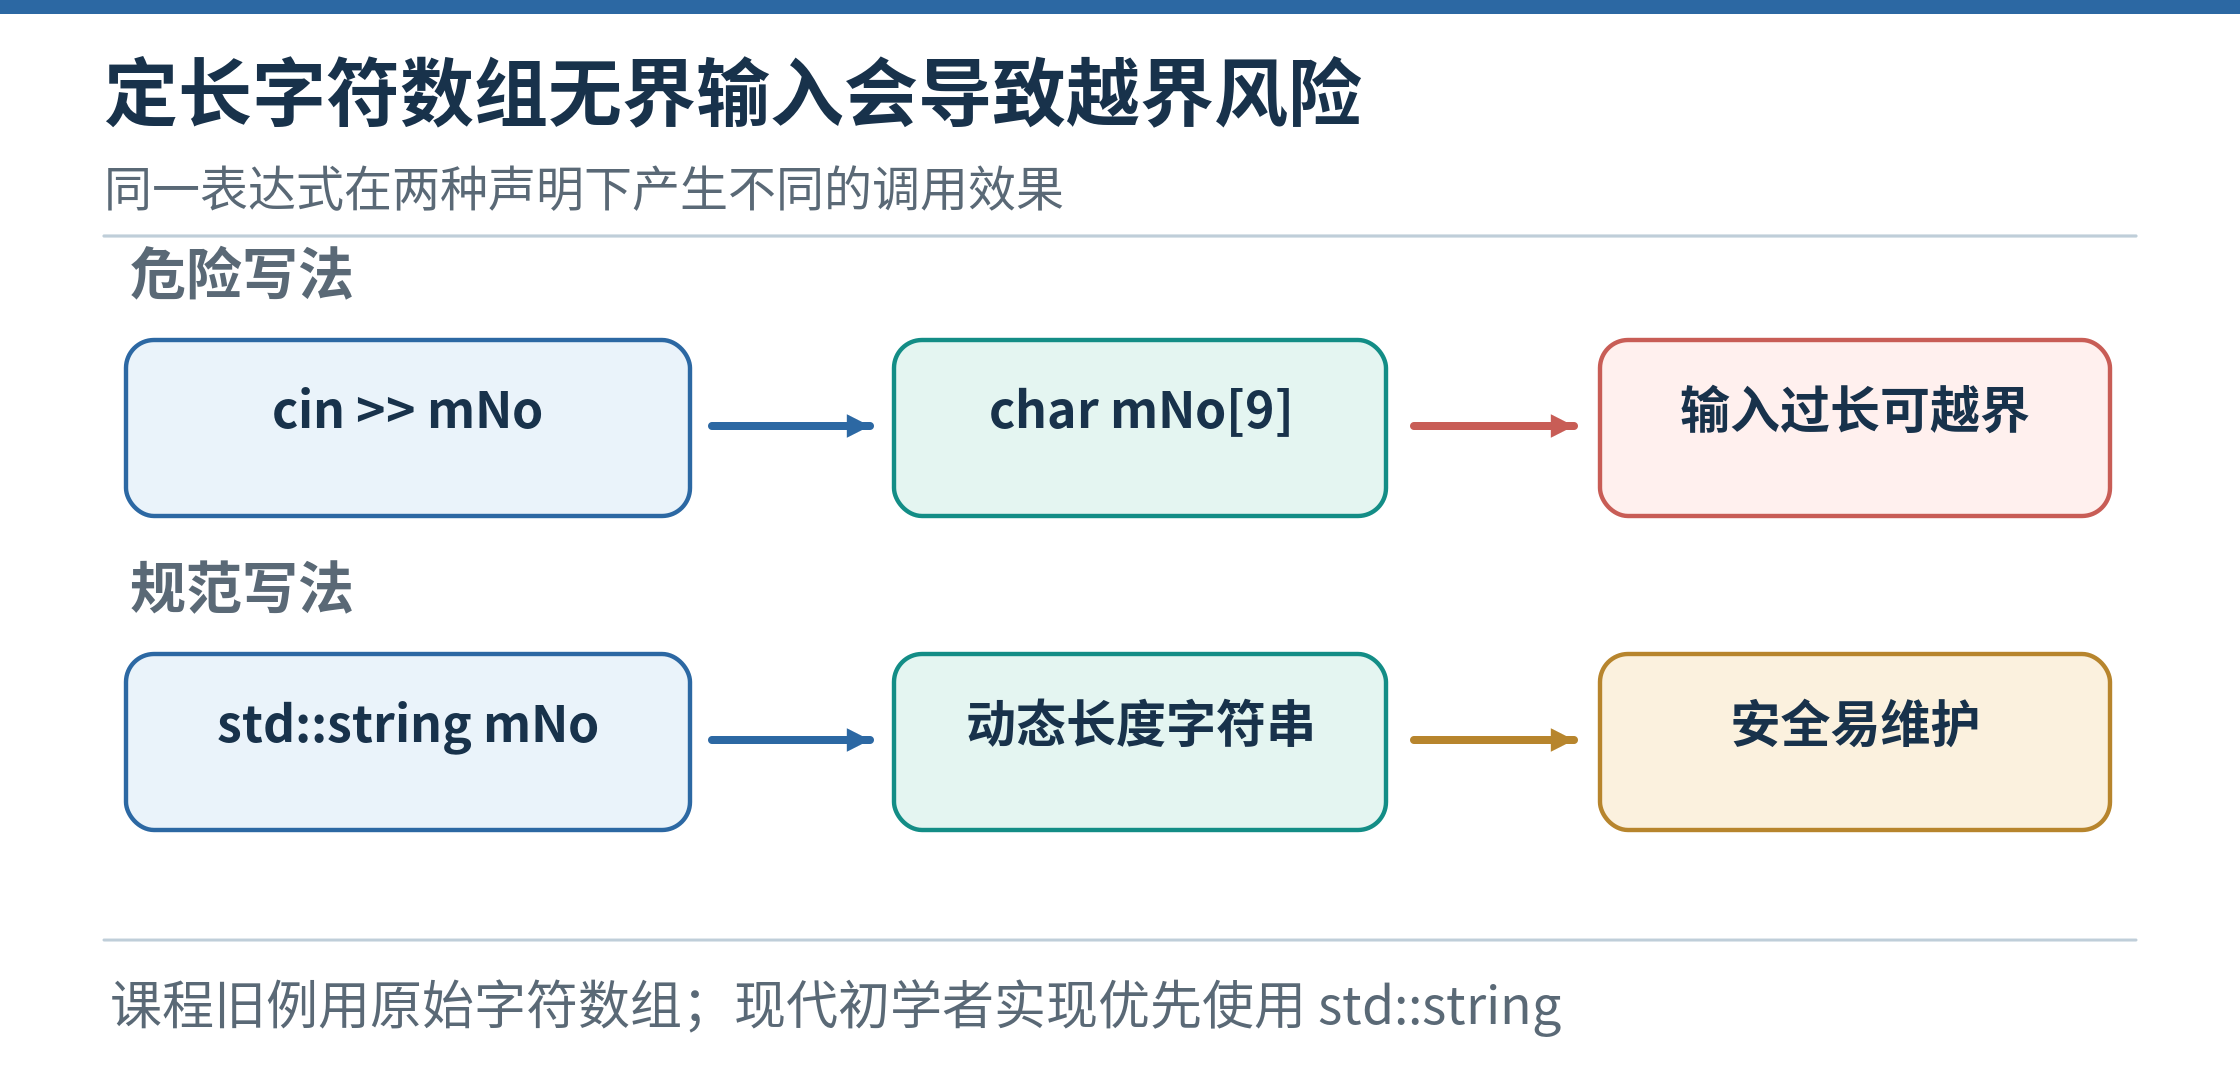 定长字符数组无界输入会导致越界风险
同一表达式在两种声明下产生不同的调用效果
危险写法
cin >> mNo
char mNo[9]
输入过长可越界
规范写法
std::string mNo
动态长度字符串
安全易维护
课程旧例用原始字符数组；现代初学者实现优先使用 std::string